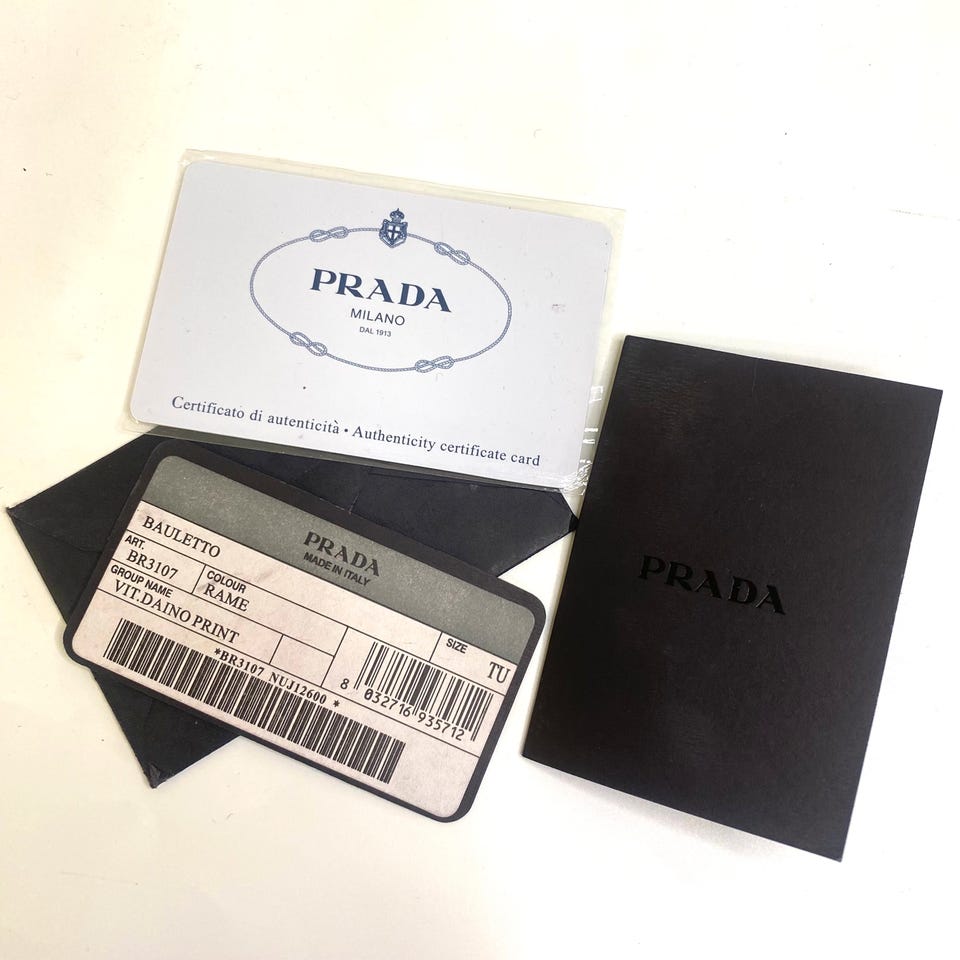 PRADA
MILANO
DAL 1913
Certificato di autenticità • Authenticity certificate card
BAULETTO
PRADA
MADE IN ITALY
ART.
BR3107
COLOUR
RAME
GROUP NAME
VIT.DAINO PRINT
SIZE
TU
*BR3107 NUJ12600 *
8 032716 935712
PRADA